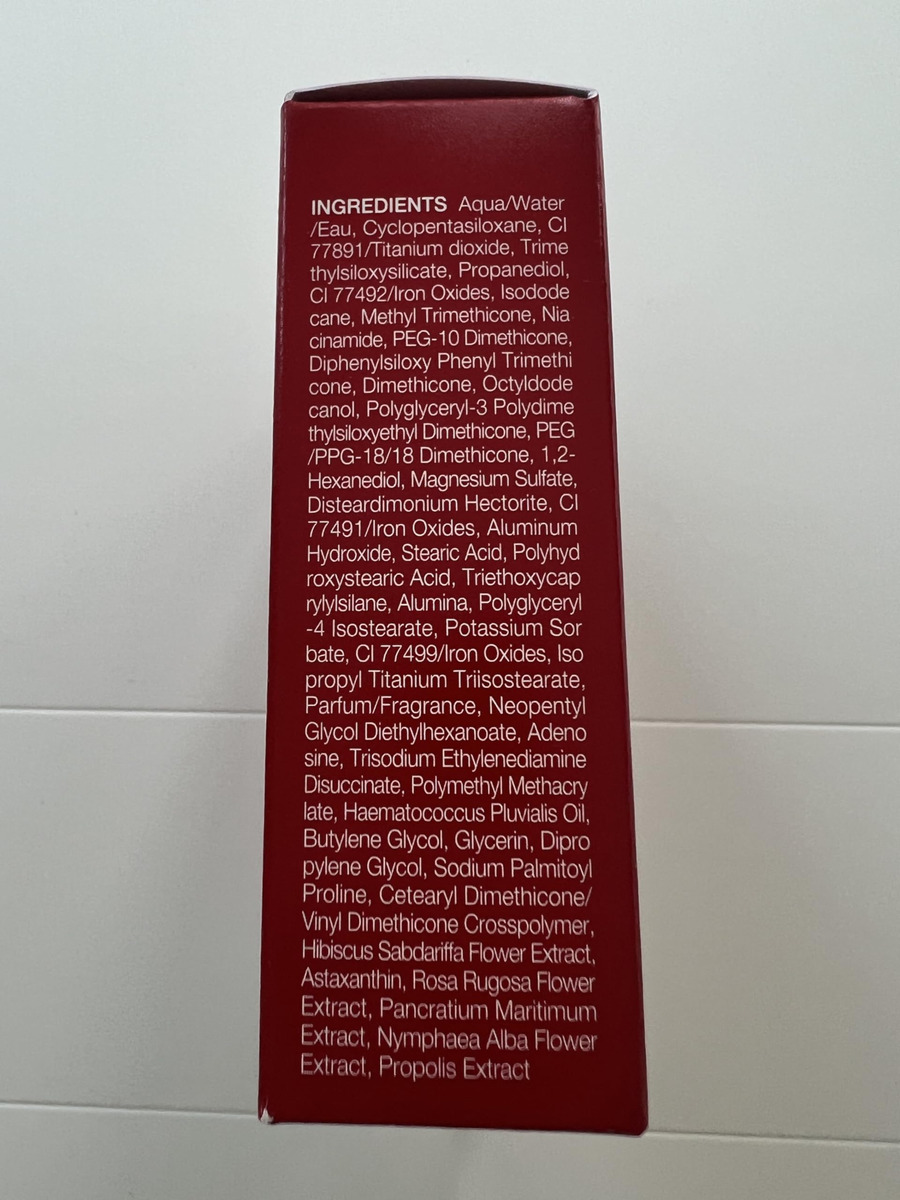 INGREDIENTS Aqua/Water
/Eau, Cyclopentasiloxane, CI
77891/Titanium dioxide, Trime
thylsiloxysilicate, Propanediol,
CI 77492/Iron Oxides, Isodode
cane, Methyl Trimethicone, Nia
cinamide, PEG-10 Dimethicone,
Diphenylsiloxy Phenyl Trimethi
cone, Dimethicone, Octyldode
canol, Polyglyceryl-3 Polydime
thylsiloxyethyl Dimethicone, PEG
/PPG-18/18 Dimethicone, 1,2-
Hexanediol, Magnesium Sulfate,
Disteardimonium Hectorite, CI
77491/Iron Oxides, Aluminum
Hydroxide, Stearic Acid, Polyhyd
roxystearic Acid, Triethoxycap
rylylsilane, Alumina, Polyglyceryl
-4 Isostearate, Potassium Sor
bate, CI 77499/Iron Oxides, Iso
propyl Titanium Triisostearate,
Parfum/Fragrance, Neopentyl
Glycol Diethylhexanoate, Adeno
sine, Trisodium Ethylenediamine
Disuccinate, Polymethyl Methacry
late, Haematococcus Pluvialis Oil,
Butylene Glycol, Glycerin, Dipro
pylene Glycol, Sodium Palmitoyl
Proline, Cetearyl Dimethicone/
Vinyl Dimethicone Crosspolymer,
Hibiscus Sabdariffa Flower Extract,
Astaxanthin, Rosa Rugosa Flower
Extract, Pancratium Maritimum
Extract, Nymphaea Alba Flower
Extract, Propolis Extract